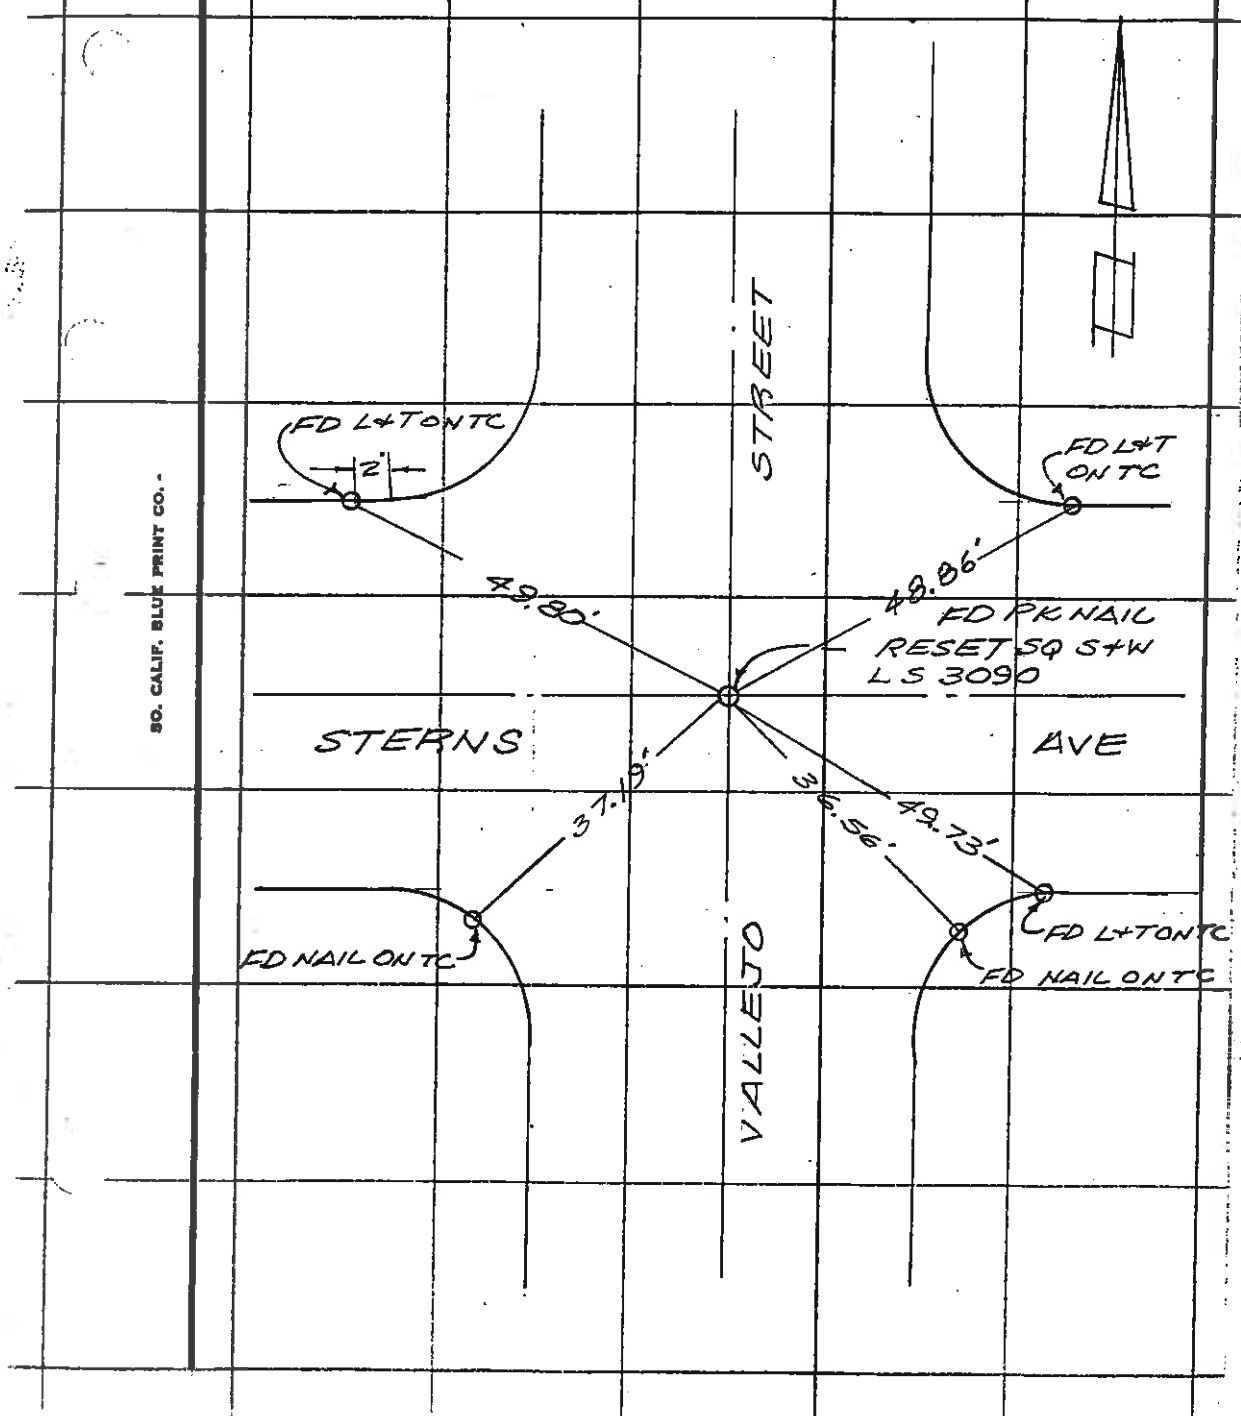 STREET
FD L&T ON TC
2'
FD L&T
ON TC
49.80'
48.86'
FD PK NAIL
RESET SQ S&W
LS 3090
SO. CALIF. BLUE PRINT CO. -
STERNS
AVE
37.19'
36.56'
49.73'
FD NAIL ON TC
FD L&T ON TC
FD NAIL ON TC
VALLEJO